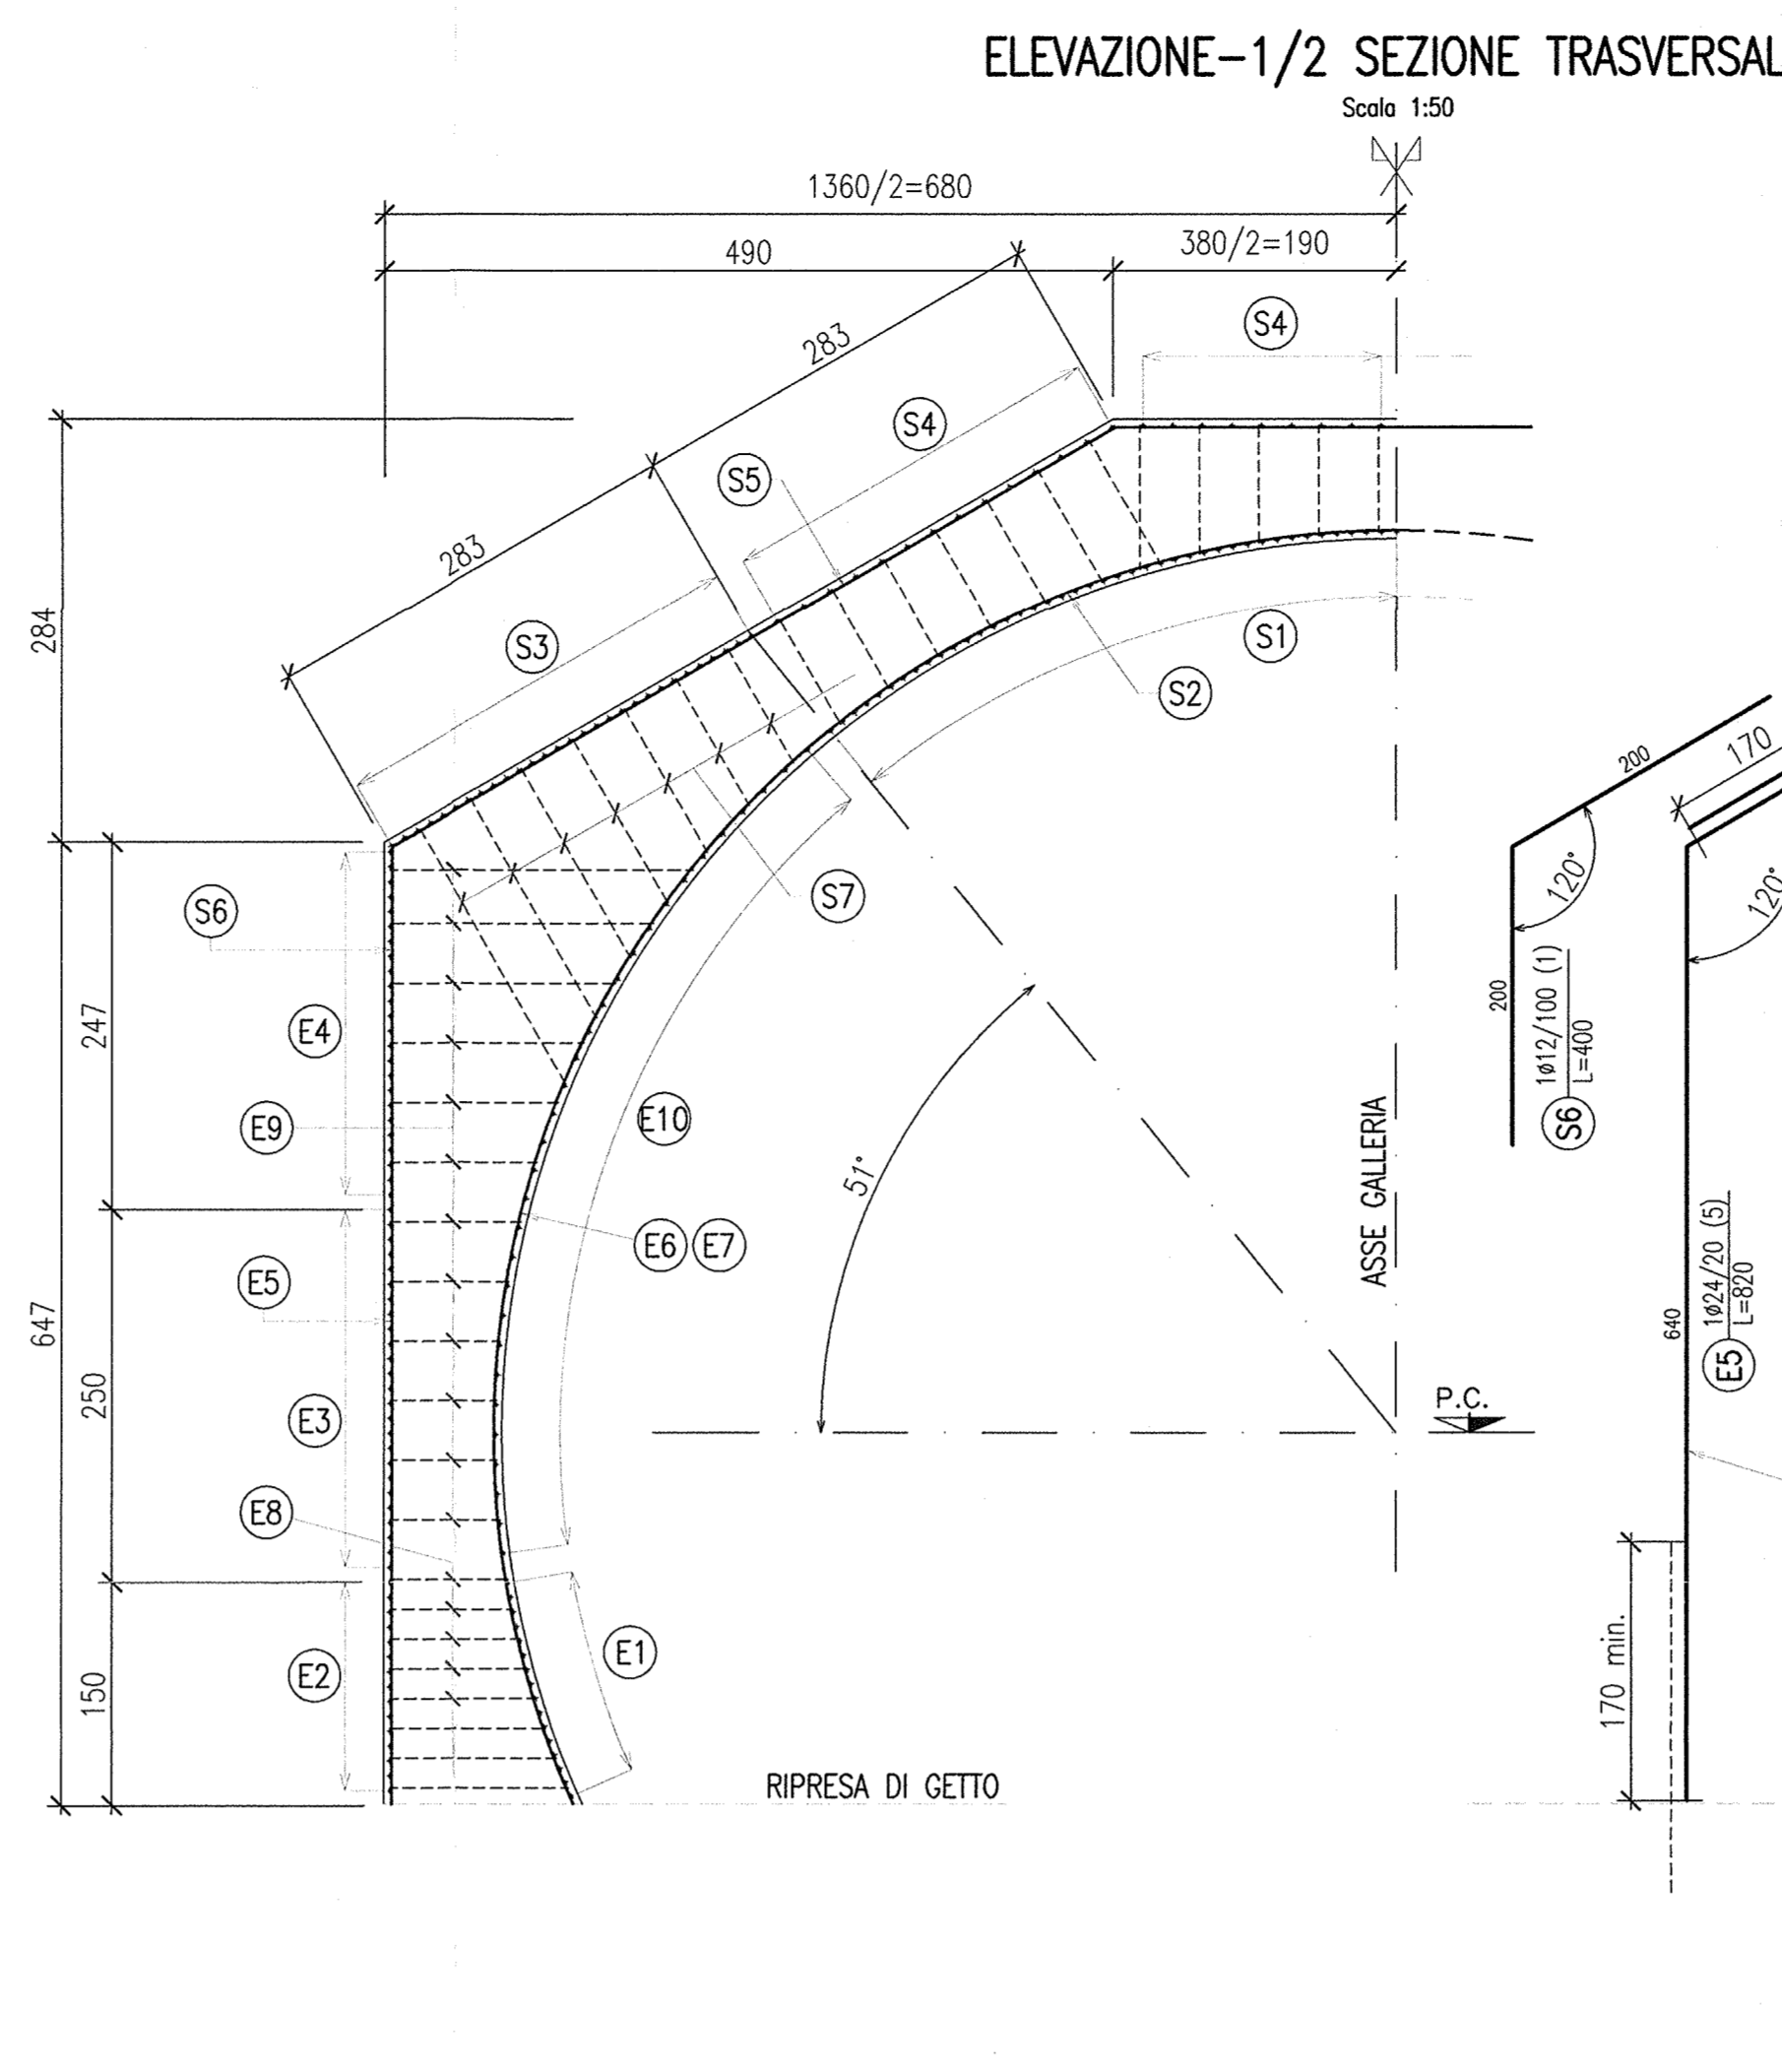 ELEVAZIONE-1/2 SEZIONE TRASVERSAL
Scala 1:50
1360/2=680
490
380/2=190
S4
283
S4
S5
283
284
S3
S1
S2
200
170
120°
120°
S7
S6
247
E4
200
1ø12/100 (1)
L=400
S6
E9
E10
51°
ASSE GALLERIA
E6
E7
E5
647
640
1ø24/20 (5)
L=820
E5
250
E3
P.C.
E8
E1
E2
150
170 min.
RIPRESA DI GETTO